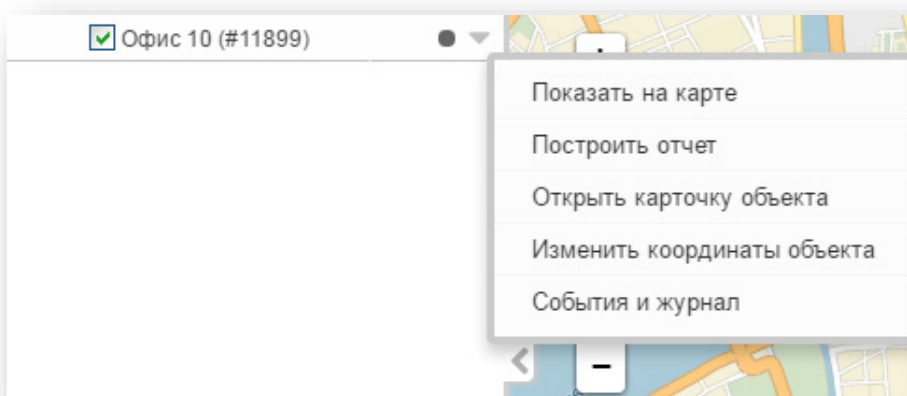 Офис 10 (#11899)
Показать на карте
Построить отчет
Открыть карточку объекта
Изменить координаты объекта
События и журнал